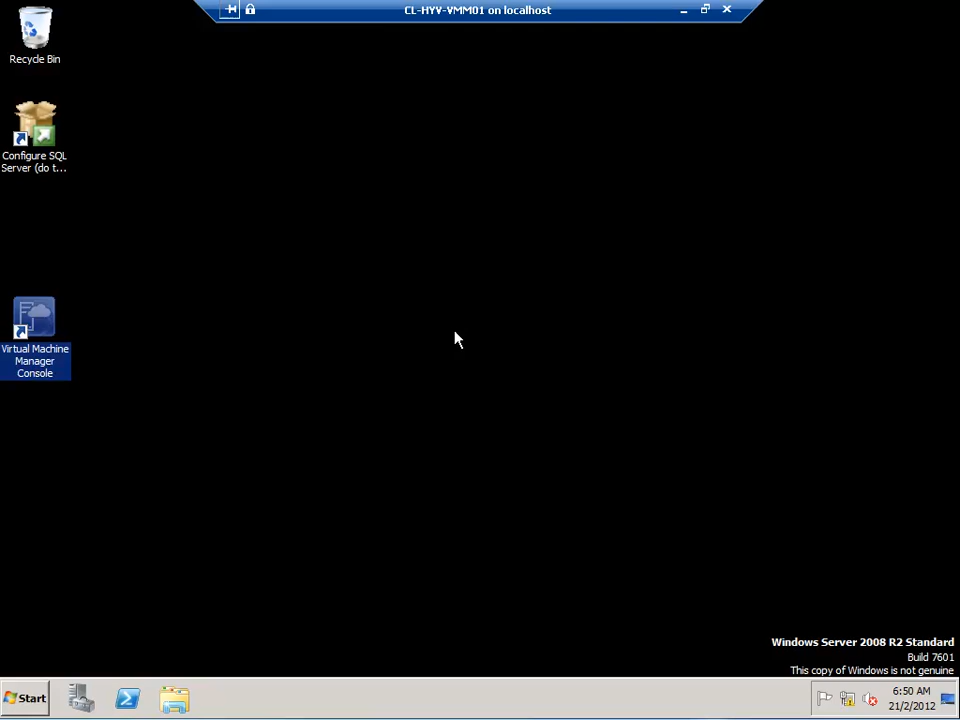 CL-HYV-VMM01 on localhost
Recycle Bin
Configure SQL
Server (do t...
Virtual Machine
Manager
Console
Windows Server 2008 R2 Standard
Build 7601
This copy of Windows is not genuine
Start
6:50 AM
21/2/2012